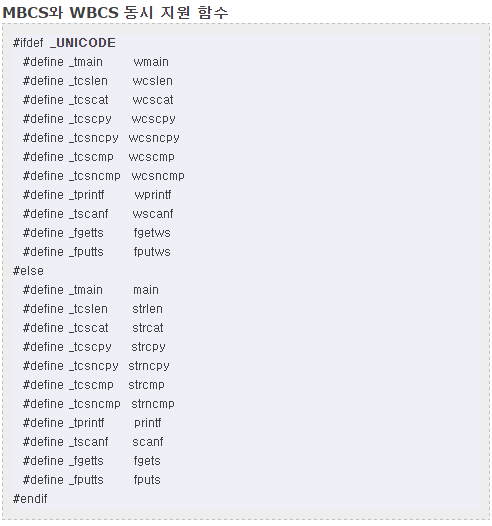 MBCS와 WBCS 동시 지원 함수
#ifdef _UNICODE
#define _tmain wmain
#define _tcslen wcslen
#define _tcscat wcscat
#define _tcscpy wcscpy
#define _tcsncpy wcsncpy
#define _tcscmp wcscmp
#define _tcsncmp wcsncmp
#define _tprintf wprintf
#define _tscanf wscanf
#define _fgetts fgetws
#define _fputts fputws
#else
#define _tmain main
#define _tcslen strlen
#define _tcscat strcat
#define _tcscpy strcpy
#define _tcsncpy strncpy
#define _tcscmp strcmp
#define _tcsncmp strncmp
#define _tprintf printf
#define _tscanf scanf
#define _fgetts fgets
#define _fputts fputs
#endif